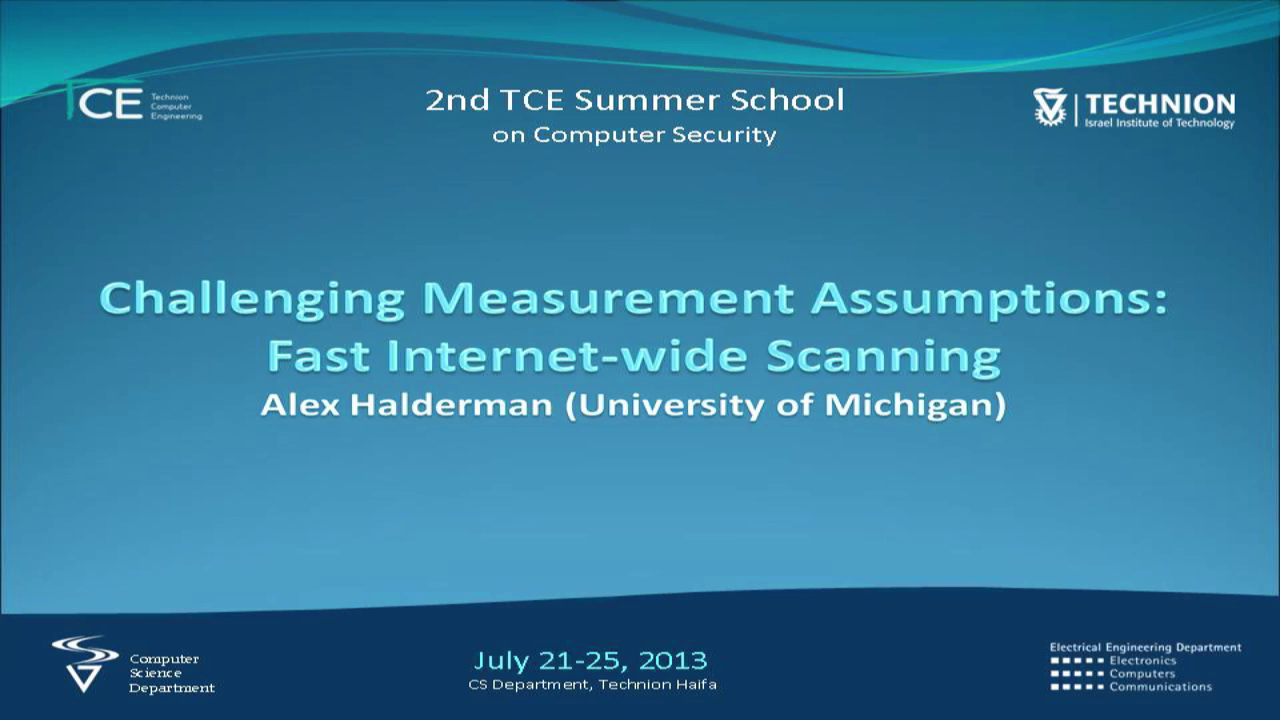 TCE
Technion
Computer
Engineering
2nd TCE Summer School
on Computer Security
TECHNION
Israel Institute of Technology
Challenging Measurement Assumptions:
Fast Internet-wide Scanning
Alex Halderman (University of Michigan)
Computer
Science
Department
July 21-25, 2013
CS Department, Technion Haifa
Electrical Engineering Department
Electronics
Computers
Communications